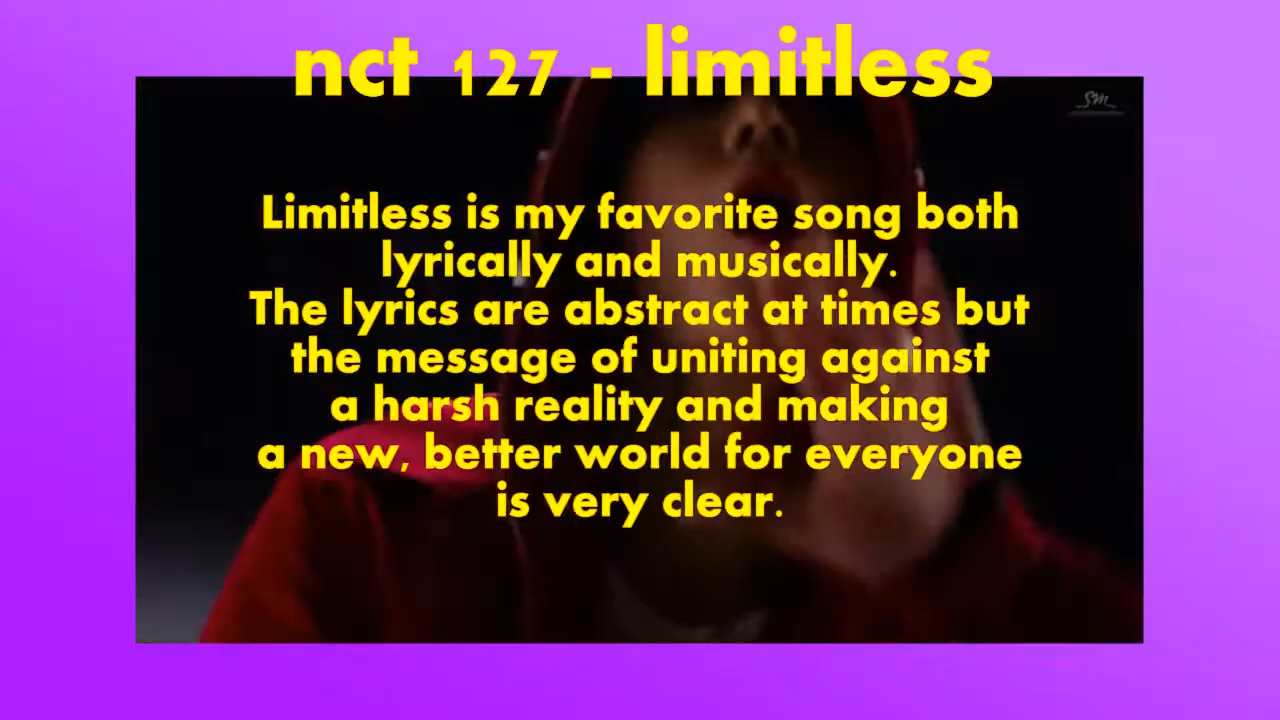 nct 127 - limitless
SM
Limitless is my favorite song both
lyrically and musically.
The lyrics are abstract at times but
the message of uniting against
a harsh reality and making
a new, better world for everyone
is very clear.